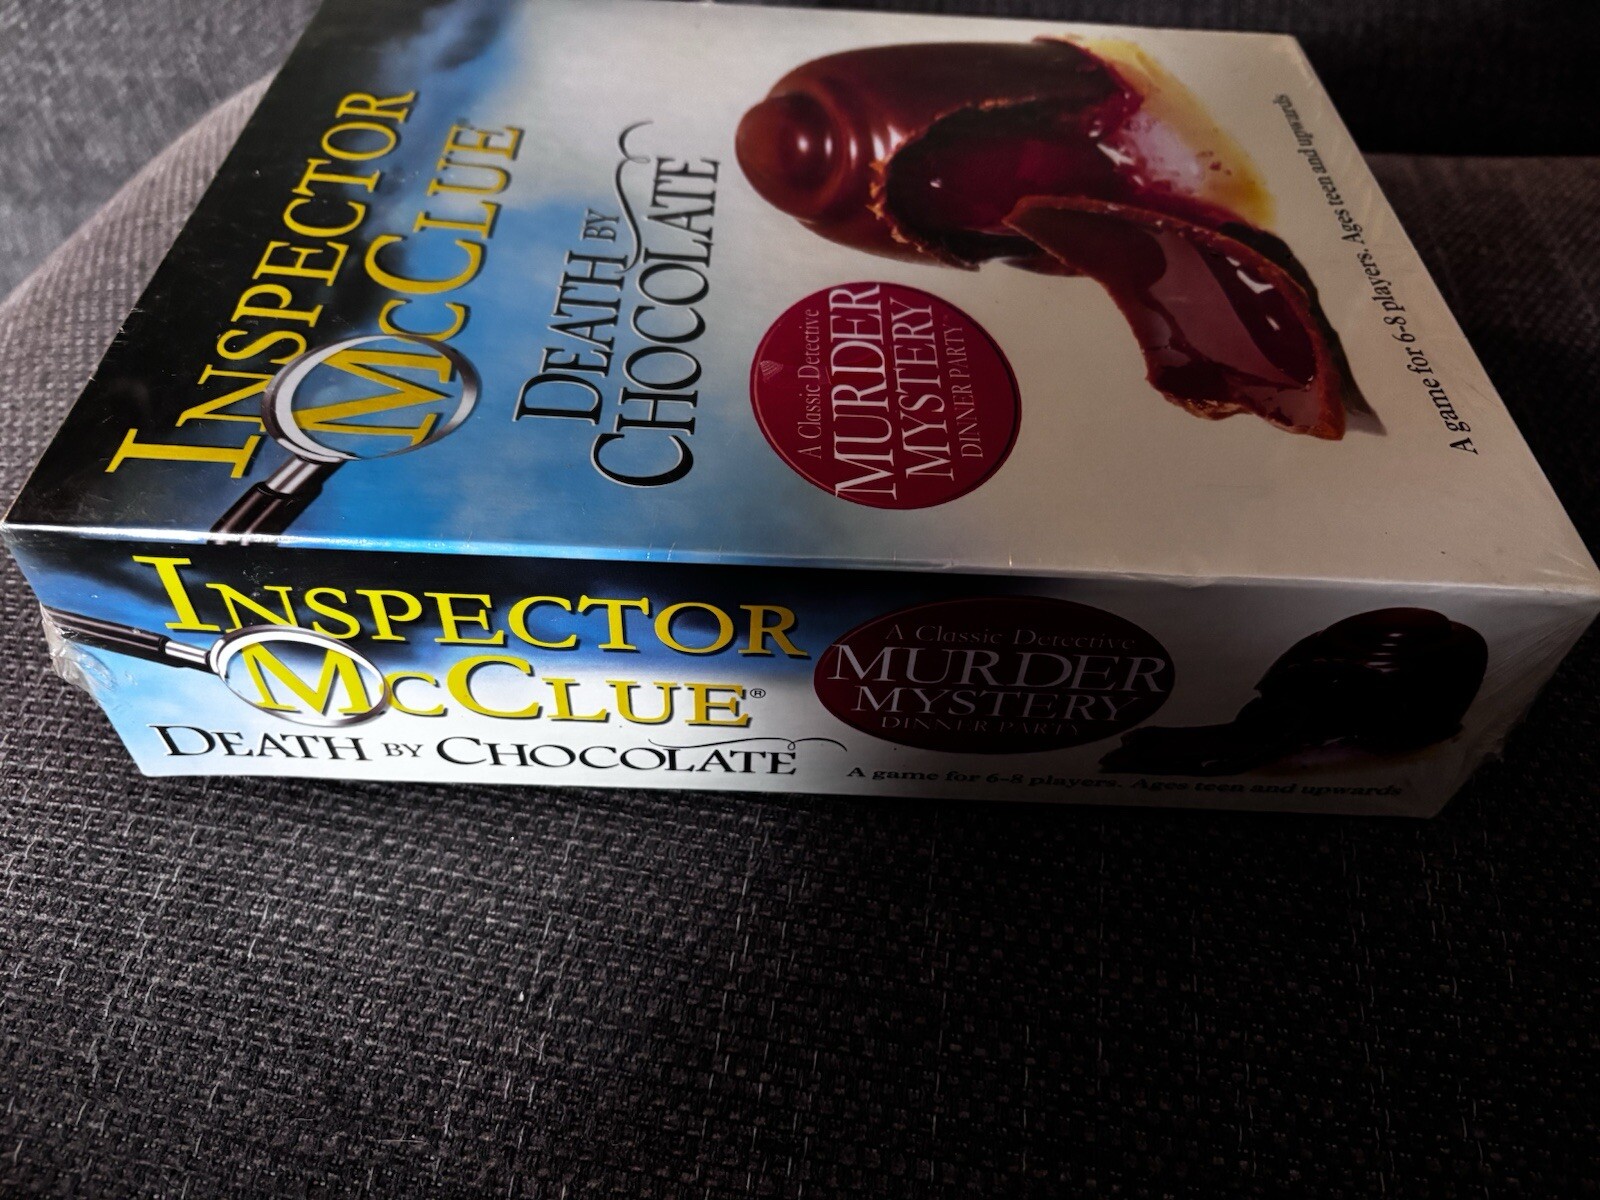 INSPECTOR
McCLUE®
DEATH BY
CHOCOLATE
A Classic Detective
MURDER
MYSTERY
DINNER PARTY
A game for 6-8 players. Ages teen and upwards
INSPECTOR
McCLUE®
DEATH BY CHOCOLATE
A Classic Detective
MURDER
MYSTERY
DINNER PARTY
A game for 6-8 players. Ages teen and upwards